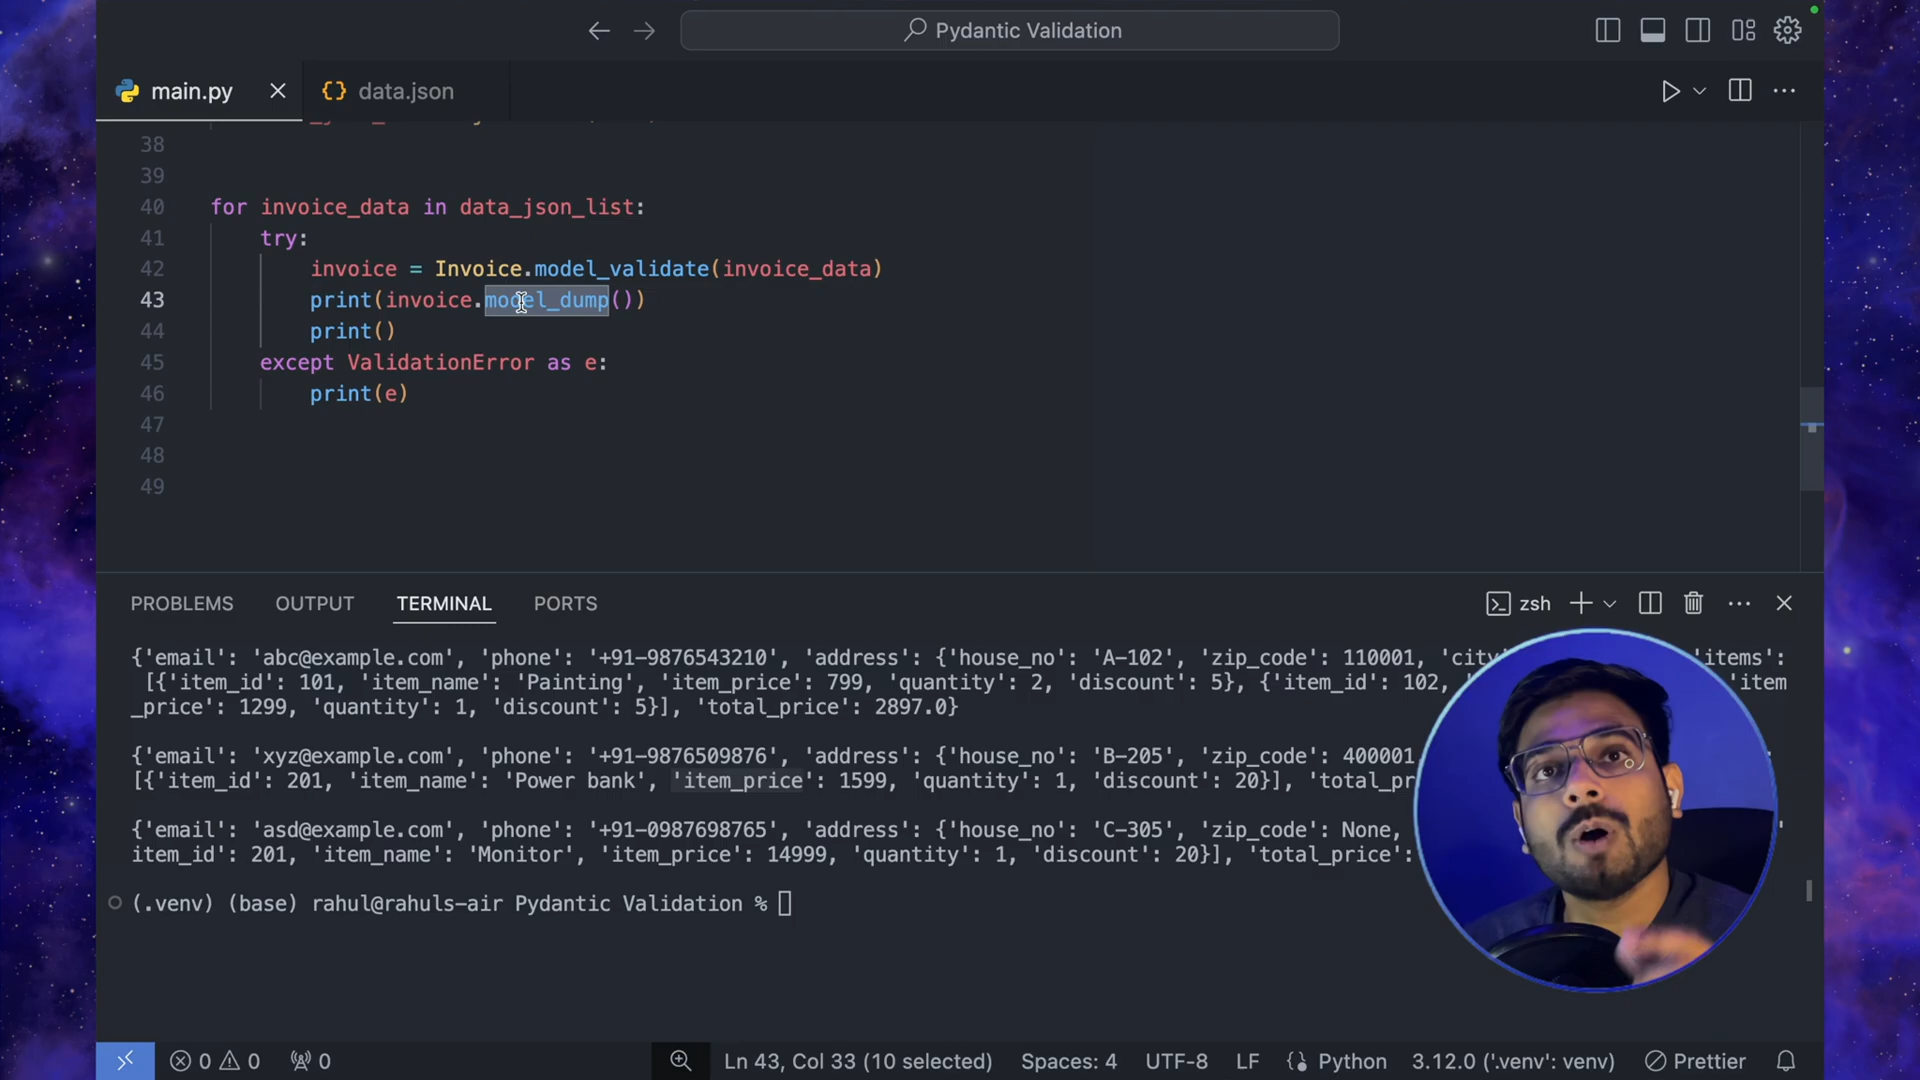 Pydantic Validation
main.py
data.json
38
39
40 for invoice_data in data_json_list:
41 try:
42 invoice = Invoice.model_validate(invoice_data)
43 print(invoice.model_dump())
44 print()
45 except ValidationError as e:
46 print(e)
47
48
49
PROBLEMS OUTPUT TERMINAL PORTS
zsh
{'email': 'abc@example.com', 'phone': '+91-9876543210', 'address': {'house_no': 'A-102', 'zip_code': 110001, 'items':
[{'item_id': 101, 'item_name': 'Painting', 'item_price': 799, 'quantity': 2, 'discount': 5}, {'item_id': 102, 'item
_price': 1299, 'quantity': 1, 'discount': 5}], 'total_price': 2897.0}
{'email': 'xyz@example.com', 'phone': '+91-9876509876', 'address': {'house_no': 'B-205', 'zip_code': 400001,
[{'item_id': 201, 'item_name': 'Power bank', 'item_price': 1599, 'quantity': 1, 'discount': 20}],
{'email': 'asd@example.com', 'phone': '+91-0987698765', 'address': {'house_no': 'C-305', 'zip_code': None,
item_id': 201, 'item_name': 'Monitor', 'item_price': 14999, 'quantity': 1, 'discount': 20}], 'total_price':
(.venv) (base) rahul@rahuls-air Pydantic Validation %
0 0 0 Ln 43, Col 33 (10 selected) Spaces: 4 UTF-8 LF Python 3.12.0 ('.venv': venv) Prettier